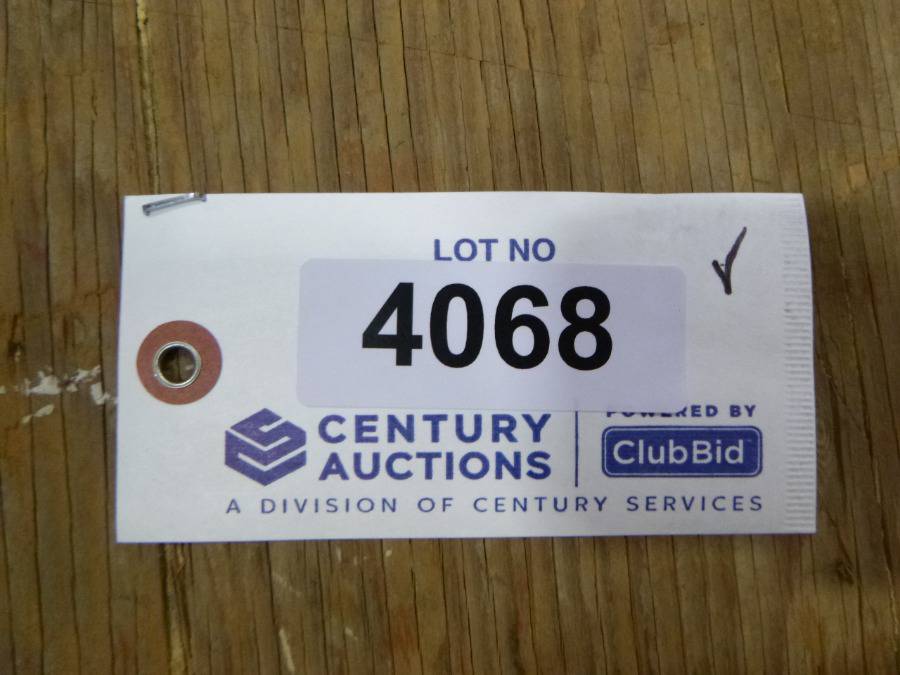 LOT NO
4068
CENTURY
AUCTIONS
POWERED BY
ClubBid
A DIVISION OF CENTURY SERVICES